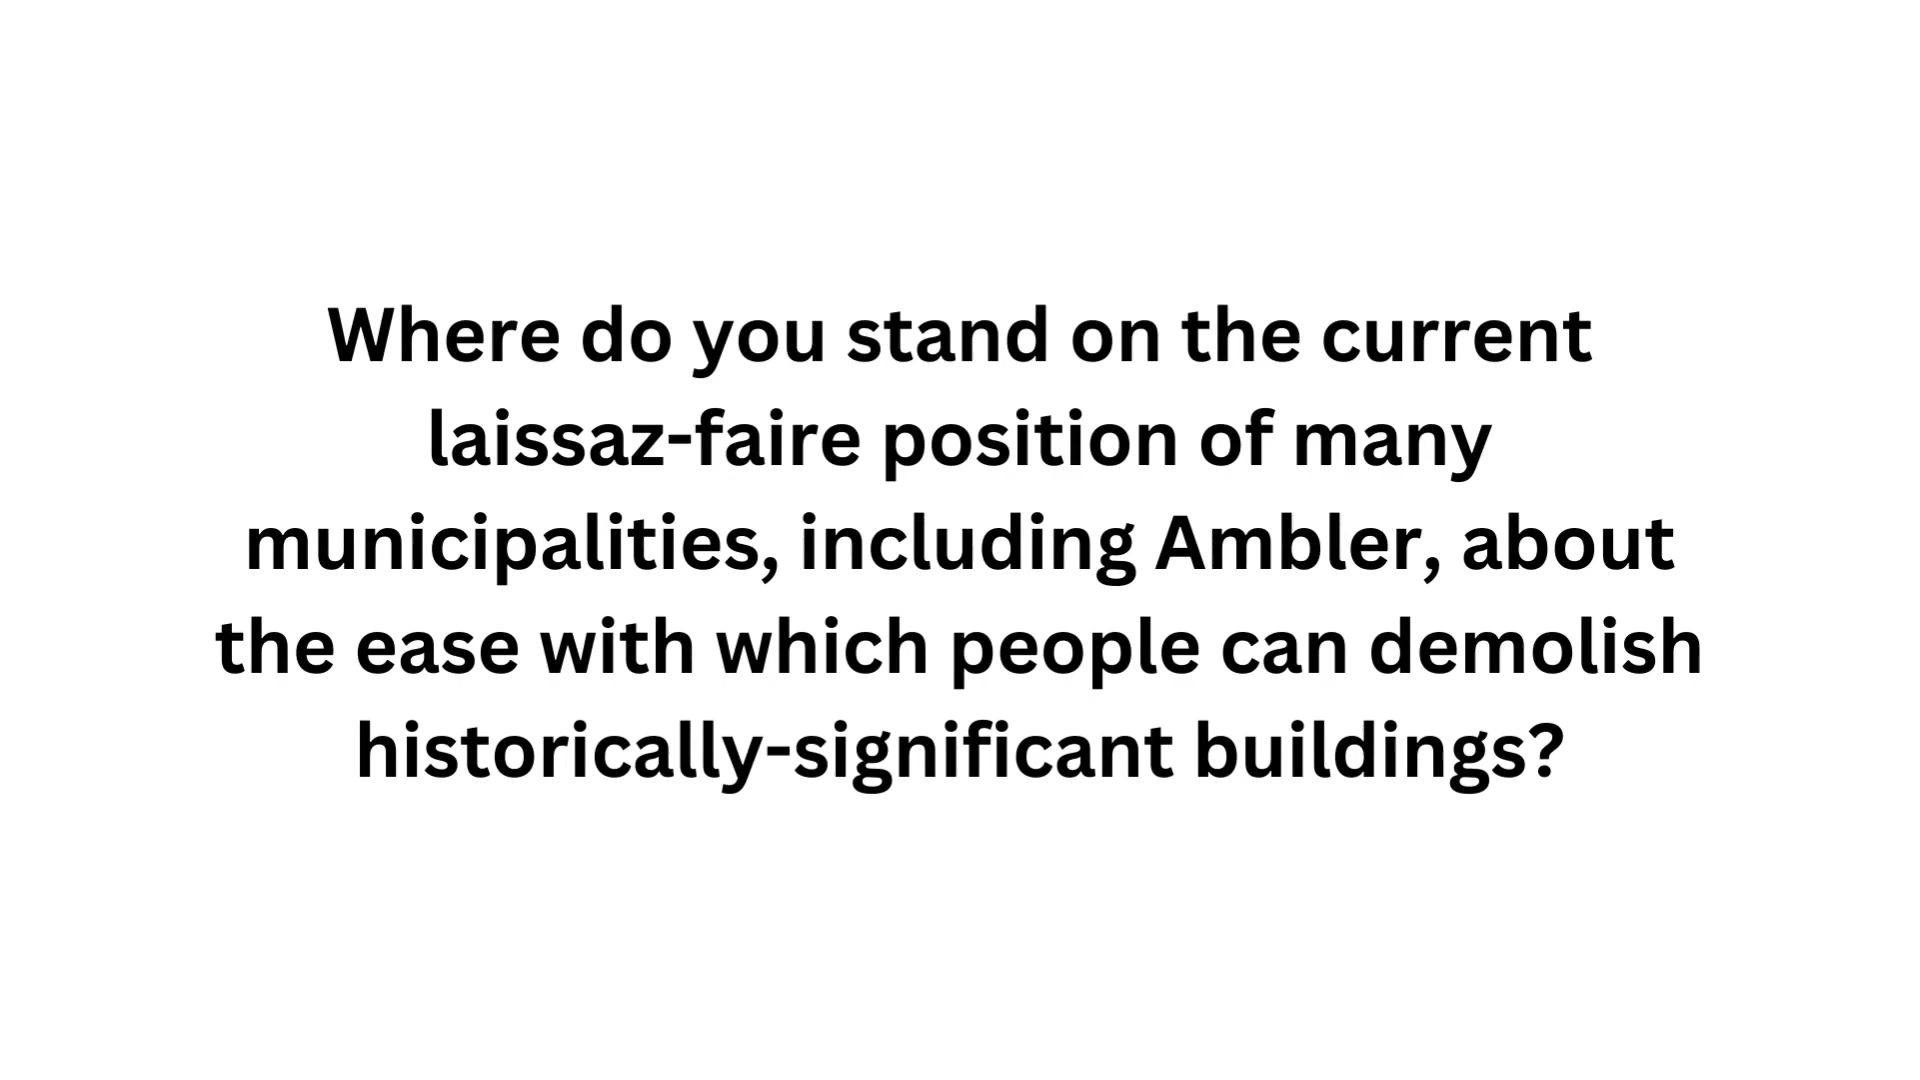 Where do you stand on the current
laissaz-faire position of many
municipalities, including Ambler, about
the ease with which people can demolish
historically-significant buildings?